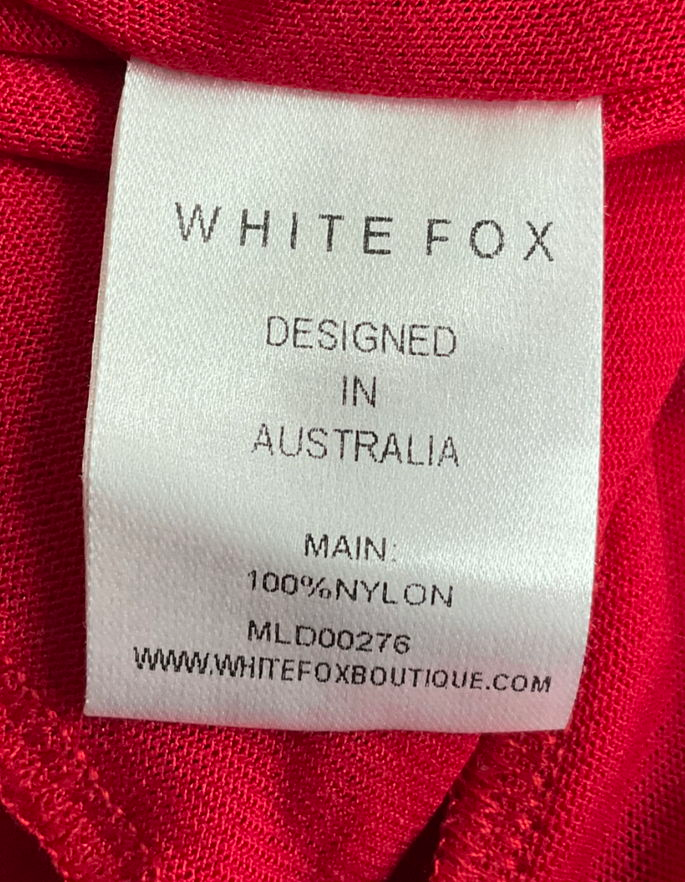 WHITE FOX
DESIGNED
IN
AUSTRALIA
MAIN:
100%NYLON
MLD00276
WWW.WHITEFOXBOUTIQUE.COM